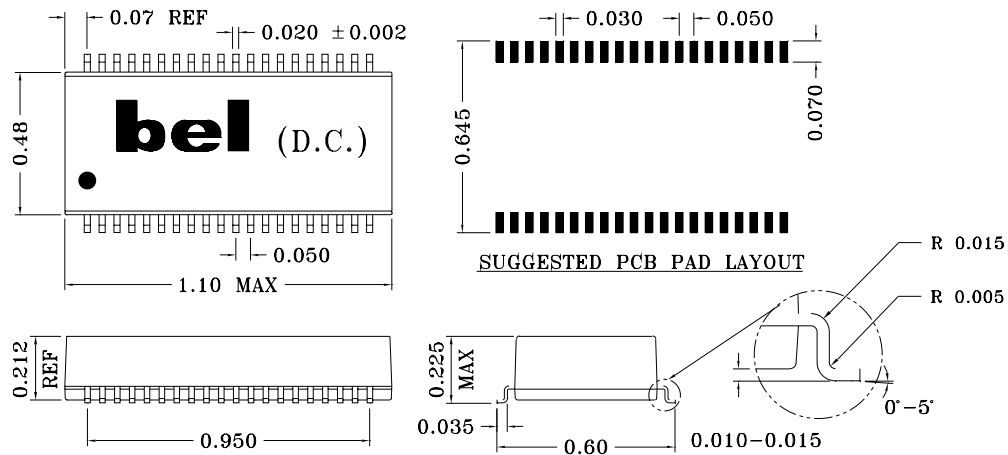 0.07 REF
0.020 ±0.002
0.48
bel (D.C.)
0.050
1.10 MAX
0.030
0.050
0.645
0.070
SUGGESTED PCB PAD LAYOUT
R 0.015
R 0.005
0.212 REF
0.950
0.225 MAX
0.035
0.60
0.010-0.015
0°-5°